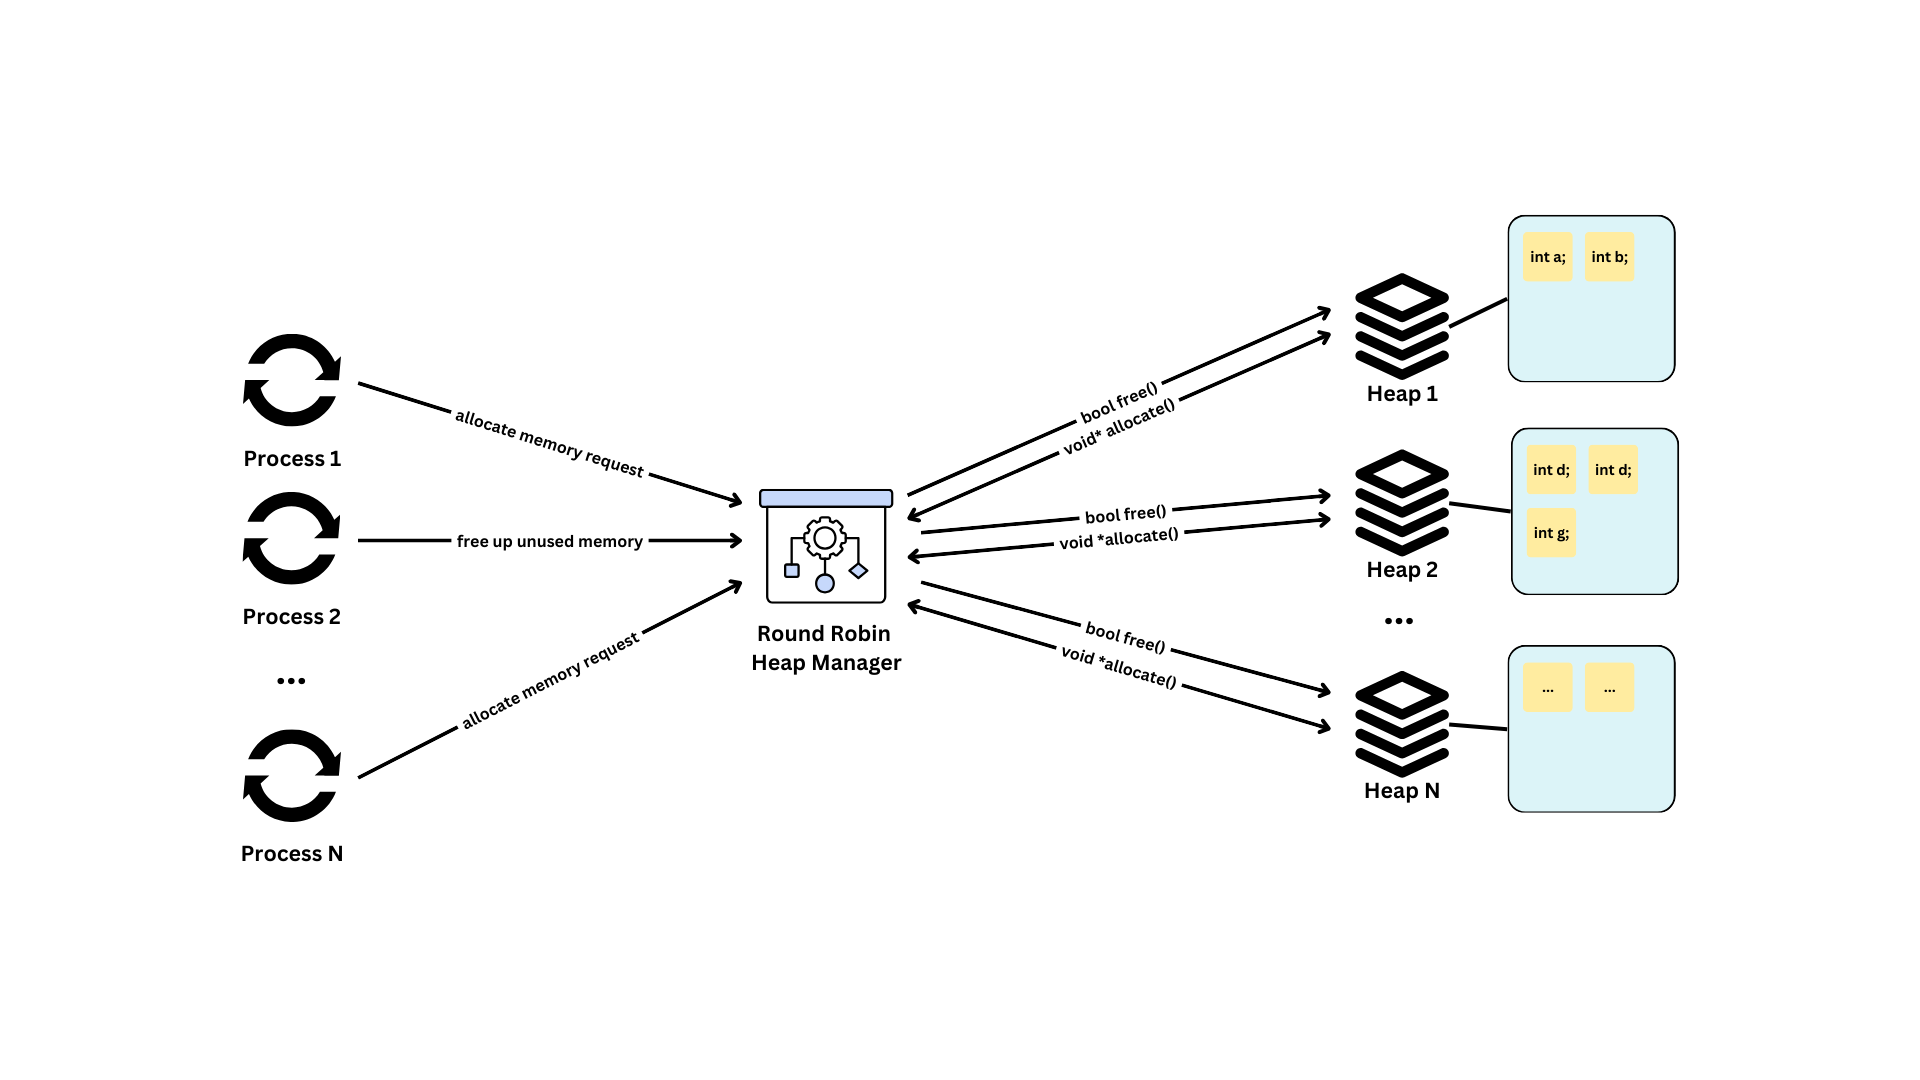 Process 1
Process 2
...
Process N
allocate memory request
free up unused memory
allocate memory request
Round Robin
Heap Manager
bool free()
void* allocate()
bool free()
void *allocate()
bool free()
void *allocate()
Heap 1
int a;
int b;
Heap 2
int d;
int d;
int g;
...
Heap N
...
...